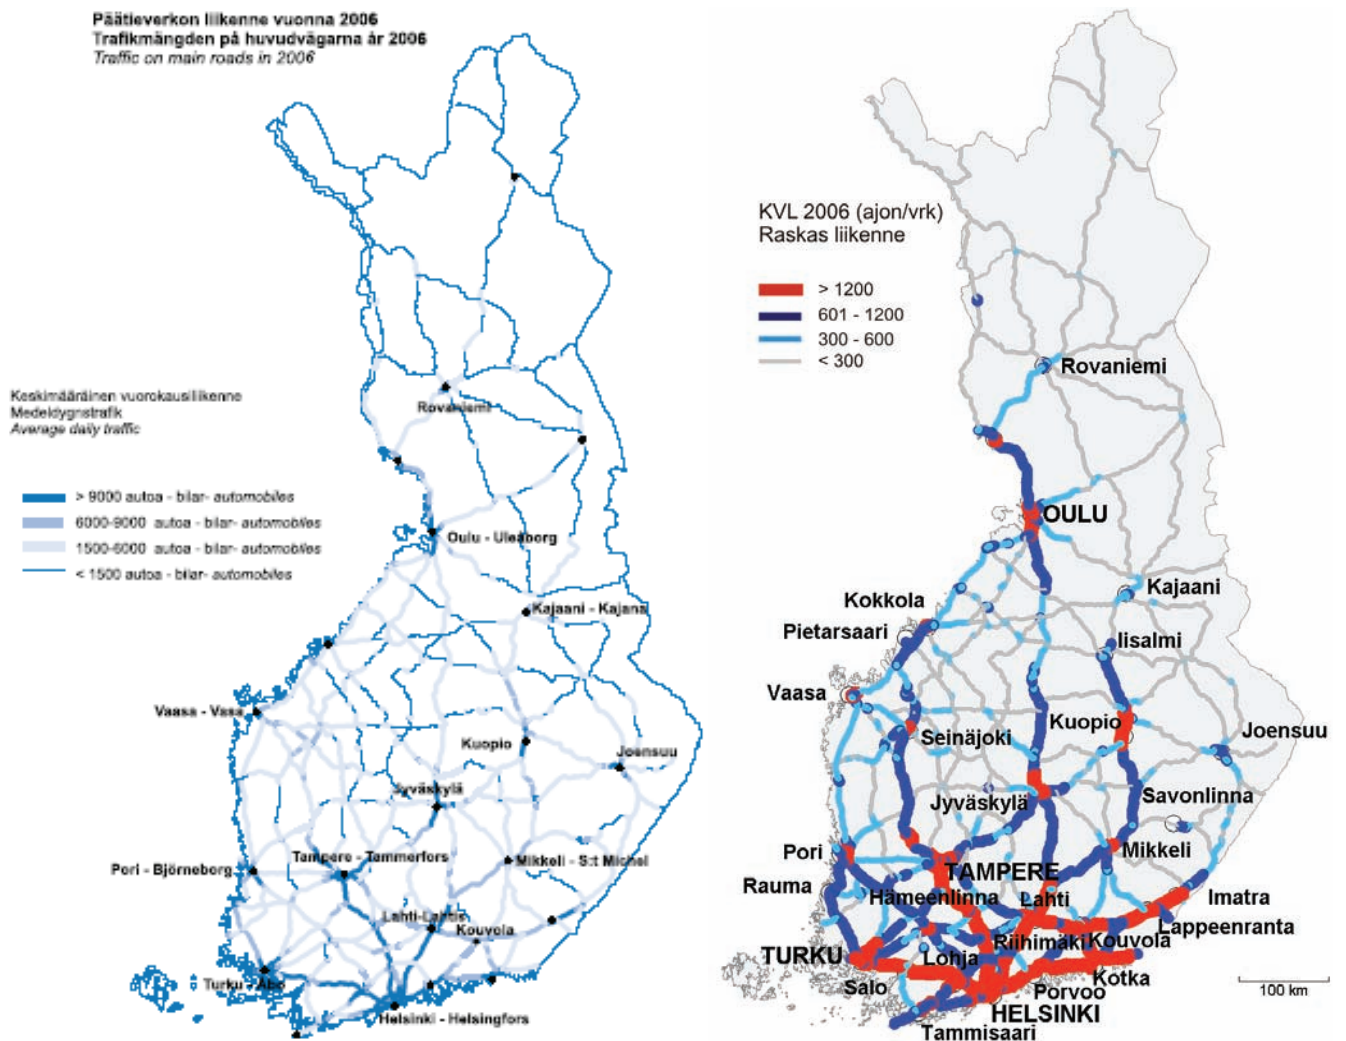 Päätieverkon liikenne vuonna 2006
Trafikmängden på huvudvägarna år 2006
Traffic on main roads in 2006
Keskimääräinen vuorokausiliikenne
Medeldygnstrafik
Average daily traffic
> 9000 autoa - bilar- automobiles
6000-9000 autoa - bilar- automobiles
1500-6000 autoa - bilar- automobiles
< 1500 autoa - bilar- automobiles
Rovaniemi
Oulu - Uleåborg
Kajaani - Kajana
Vaasa - Vasa
Kuopio
Joensuu
Jyväskylä
Tampere - Tammerfors
Mikkeli - S:t Michel
Pori - Björneborg
Lahti-Lahtis
Kouvola
Turku - Åbo
Helsinki - Helsingfors
KVL 2006 (ajon/vrk)
Raskas liikenne
> 1200
601 - 1200
300 - 600
< 300
Rovaniemi
OULU
Kajaani
Kokkola
Pietarsaari
Iisalmi
Vaasa
Kuopio
Seinäjoki
Joensuu
Jyväskylä
Savonlinna
Pori
Mikkeli
TAMPERE
Rauma
Hämeenlinna
Lahti
Imatra
Lappeenranta
Riihimäki
Kouvola
TURKU
Lohja
Kotka
Salo
Porvoo
HELSINKI
Tammisaari
100 km